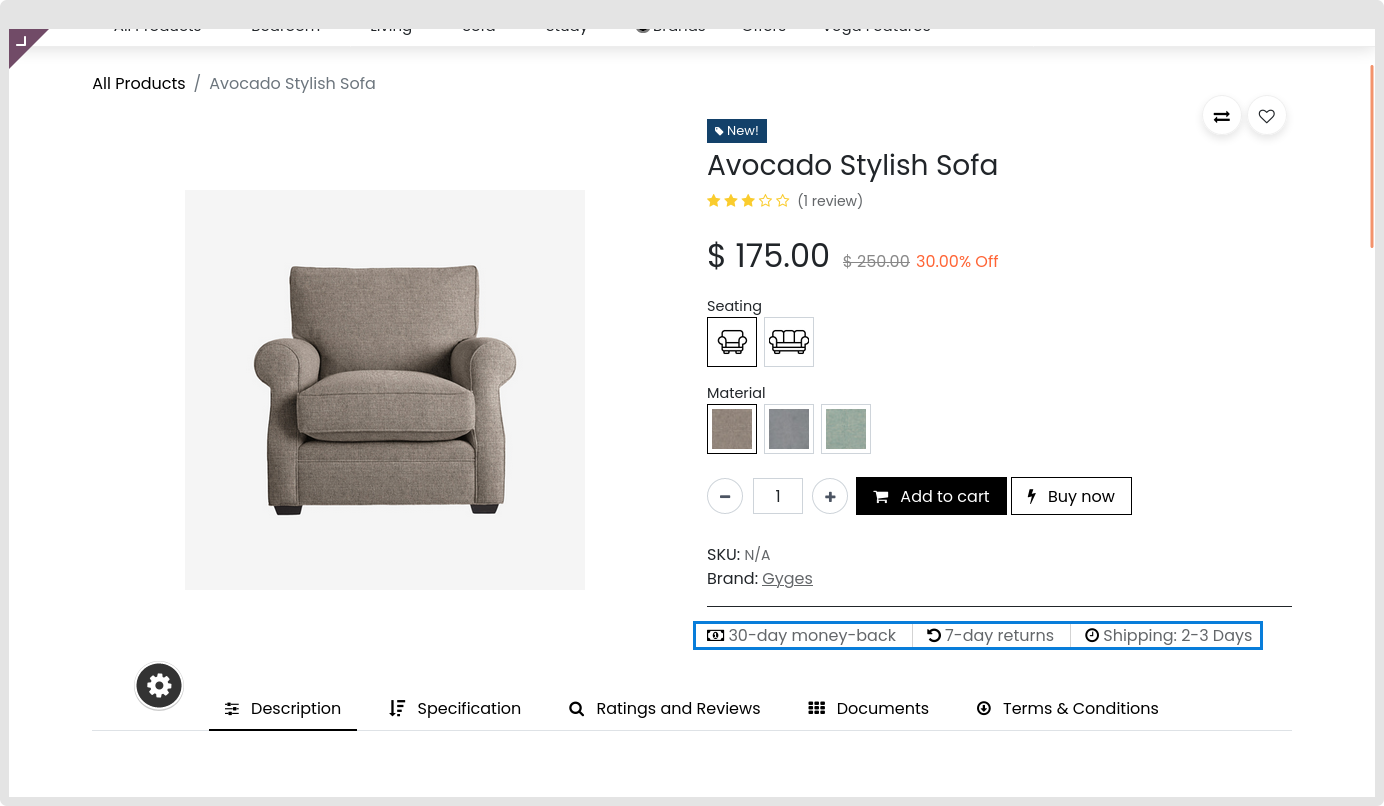 All Products Bedroom Living Sofa Study Brands Offers Vega Features
All Products / Avocado Stylish Sofa
New!
Avocado Stylish Sofa
(1 review)
$ 175.00 $ 250.00 30.00% Off
Seating
Material
1 Add to cart Buy now
SKU: N/A
Brand: Gyges
30-day money-back 7-day returns Shipping: 2-3 Days
Description Specification Ratings and Reviews Documents Terms & Conditions